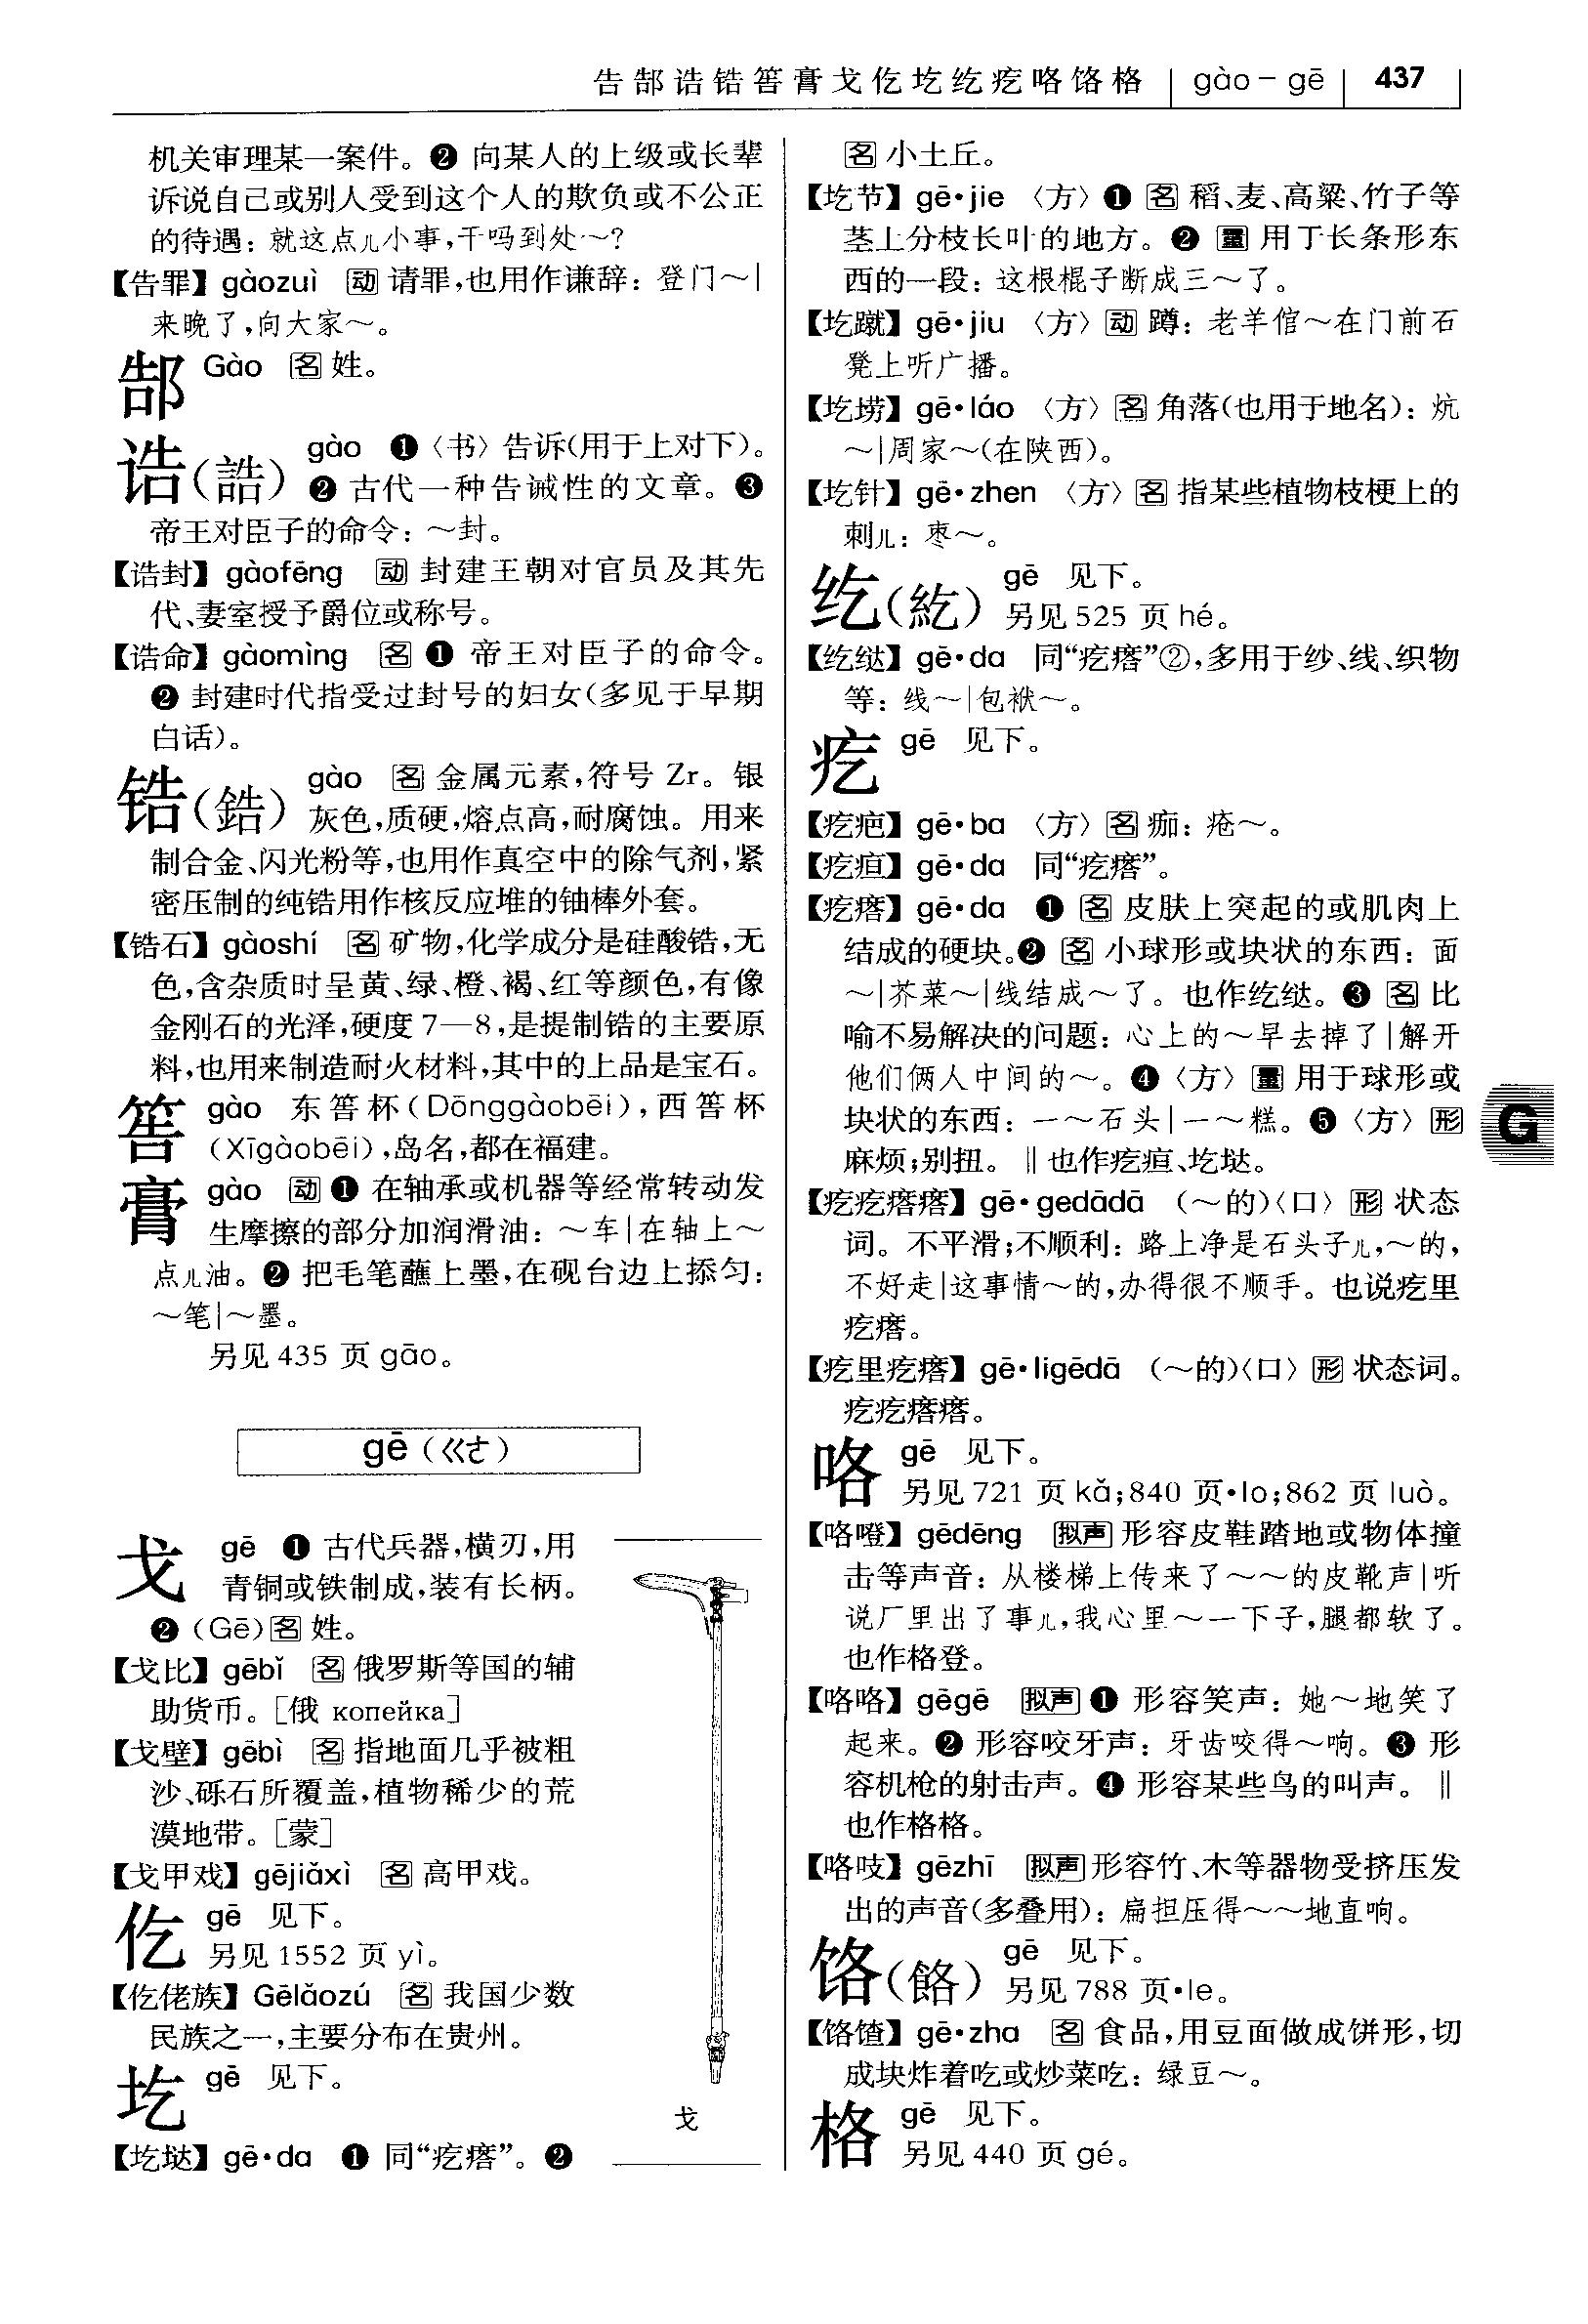 告郜诰锆筶膏戈仡圪纥疙咯饹格 | gào－gē | 437
机关审理某一案件。❷ 向某人的上级或长辈
诉说自己或别人受到这个人的欺负或不公正
的待遇：就这点儿小事，干吗到处～？
【告罪】gàozuì 动 请罪，也用作谦辞：登门～|
来晚了，向大家～。
郜 Gào 名 姓。
诰（誥） gào ❶〈书〉告诉（用于上对下）。
❷ 古代一种告诫性的文章。❸
帝王对臣子的命令：～封。
【诰封】gàofēng 动 封建王朝对官员及其先
代、妻室授予爵位或称号。
【诰命】gàomìng 名 ❶ 帝王对臣子的命令。
❷ 封建时代指受过封号的妇女（多见于早期
白话）。
锆（鋯） gào 名 金属元素，符号 Zr。银
灰色，质硬，熔点高，耐腐蚀。用来
制合金、闪光粉等，也用作真空中的除气剂，紧
密压制的纯锆用作核反应堆的铀棒外套。
【锆石】gàoshí 名 矿物，化学成分是硅酸锆，无
色，含杂质时呈黄、绿、橙、褐、红等颜色，有像
金刚石的光泽，硬度 7—8，是提制锆的主要原
料，也用来制造耐火材料，其中的上品是宝石。
筶 gào 东筶杯（Dōnggàobēi），西筶杯
（Xīgàobēi），岛名，都在福建。
膏 gào 动 ❶ 在轴承或机器等经常转动发
生摩擦的部分加润滑油：～车|在轴上～
点儿油。❷ 把毛笔蘸上墨，在砚台边上掭匀：
～笔|～墨。
另见 435 页 gāo。
gē（ㄍㄜ）
戈 gē ❶ 古代兵器，横刃，用
青铜或铁制成，装有长柄。
❷（Gē）名 姓。
【戈比】gēbǐ 名 俄罗斯等国的辅
助货币。［俄 копейка］
【戈壁】gēbì 名 指地面几乎被粗
沙、砾石所覆盖，植物稀少的荒
漠地带。［蒙］
【戈甲戏】gējiǎxì 名 高甲戏。
仡 gē 见下。
另见 1552 页 yì。
【仡佬族】Gēlǎozú 名 我国少数
民族之一，主要分布在贵州。
圪 gē 见下。
【圪垯】gē·da ❶ 同“疙瘩”。❷
戈
名 小土丘。
【圪节】gē·jie 〈方〉❶ 名 稻、麦、高粱、竹子等
茎上分枝长叶的地方。❷ 量 用于长条形东
西的一段：这根棍子断成三～了。
【圪蹴】gē·jiu 〈方〉动 蹲：老羊倌～在门前石
凳上听广播。
【圪垯】gē·láo 〈方〉名 角落（也用于地名）：炕
～|周家～（在陕西）。
【圪针】gē·zhen 〈方〉名 指某些植物枝梗上的
刺儿：枣～。
纥（紇） gē 见下。
另见 525 页 hé。
【纥繨】gē·da 同“疙瘩”②，多用于纱、线、织物
等：线～|包袱～。
疙 gē 见下。
【疙疤】gē·ba 〈方〉名 痂：疮～。
【疙疸】gē·da 同“疙瘩”。
【疙瘩】gē·da ❶ 名 皮肤上突起的或肌肉上
结成的硬块。❷ 名 小球形或块状的东西：面
～|芥菜～|线结成～了。也作纥繨。❸ 名 比
喻不易解决的问题：心上的～早去掉了|解开
他们俩人中间的～。❹〈方〉量 用于球形或
块状的东西：一～石头|一～糕。❺〈方〉形
麻烦；别扭。‖也作疙疸、圪垯。
【疙疙瘩瘩】gē·gedādā （～的）〈口〉形 状态
词。不平滑；不顺利：路上净是石头子儿，～的，
不好走|这事情～的，办得很不顺手。也说疙里
疙瘩。
【疙里疙瘩】gē·ligēdā （～的）〈口〉形 状态词。
疙疙瘩瘩。
咯 gē 见下。
另见 721 页 kǎ；840 页·lo；862 页 luò。
【咯噔】gēdēng 拟声 形容皮鞋踏地或物体撞
击等声音：从楼梯上传来了～～的皮靴声|听
说厂里出了事儿，我心里～一下子，腿都软了。
也作格登。
【咯咯】gēgē 拟声 ❶ 形容笑声：她～地笑了
起来。❷ 形容咬牙声：牙齿咬得～响。❸ 形
容机枪的射击声。❹ 形容某些鸟的叫声。‖
也作格格。
【咯吱】gēzhī 拟声 形容竹、木等器物受挤压发
出的声音（多叠用）：扁担压得～～地直响。
饹（餎） gē 见下。
另见 788 页·le。
【饹馇】gē·zha 名 食品，用豆面做成饼形，切
成块炸着吃或炒菜吃：绿豆～。
格 gē 见下。
另见 440 页 gé。
G